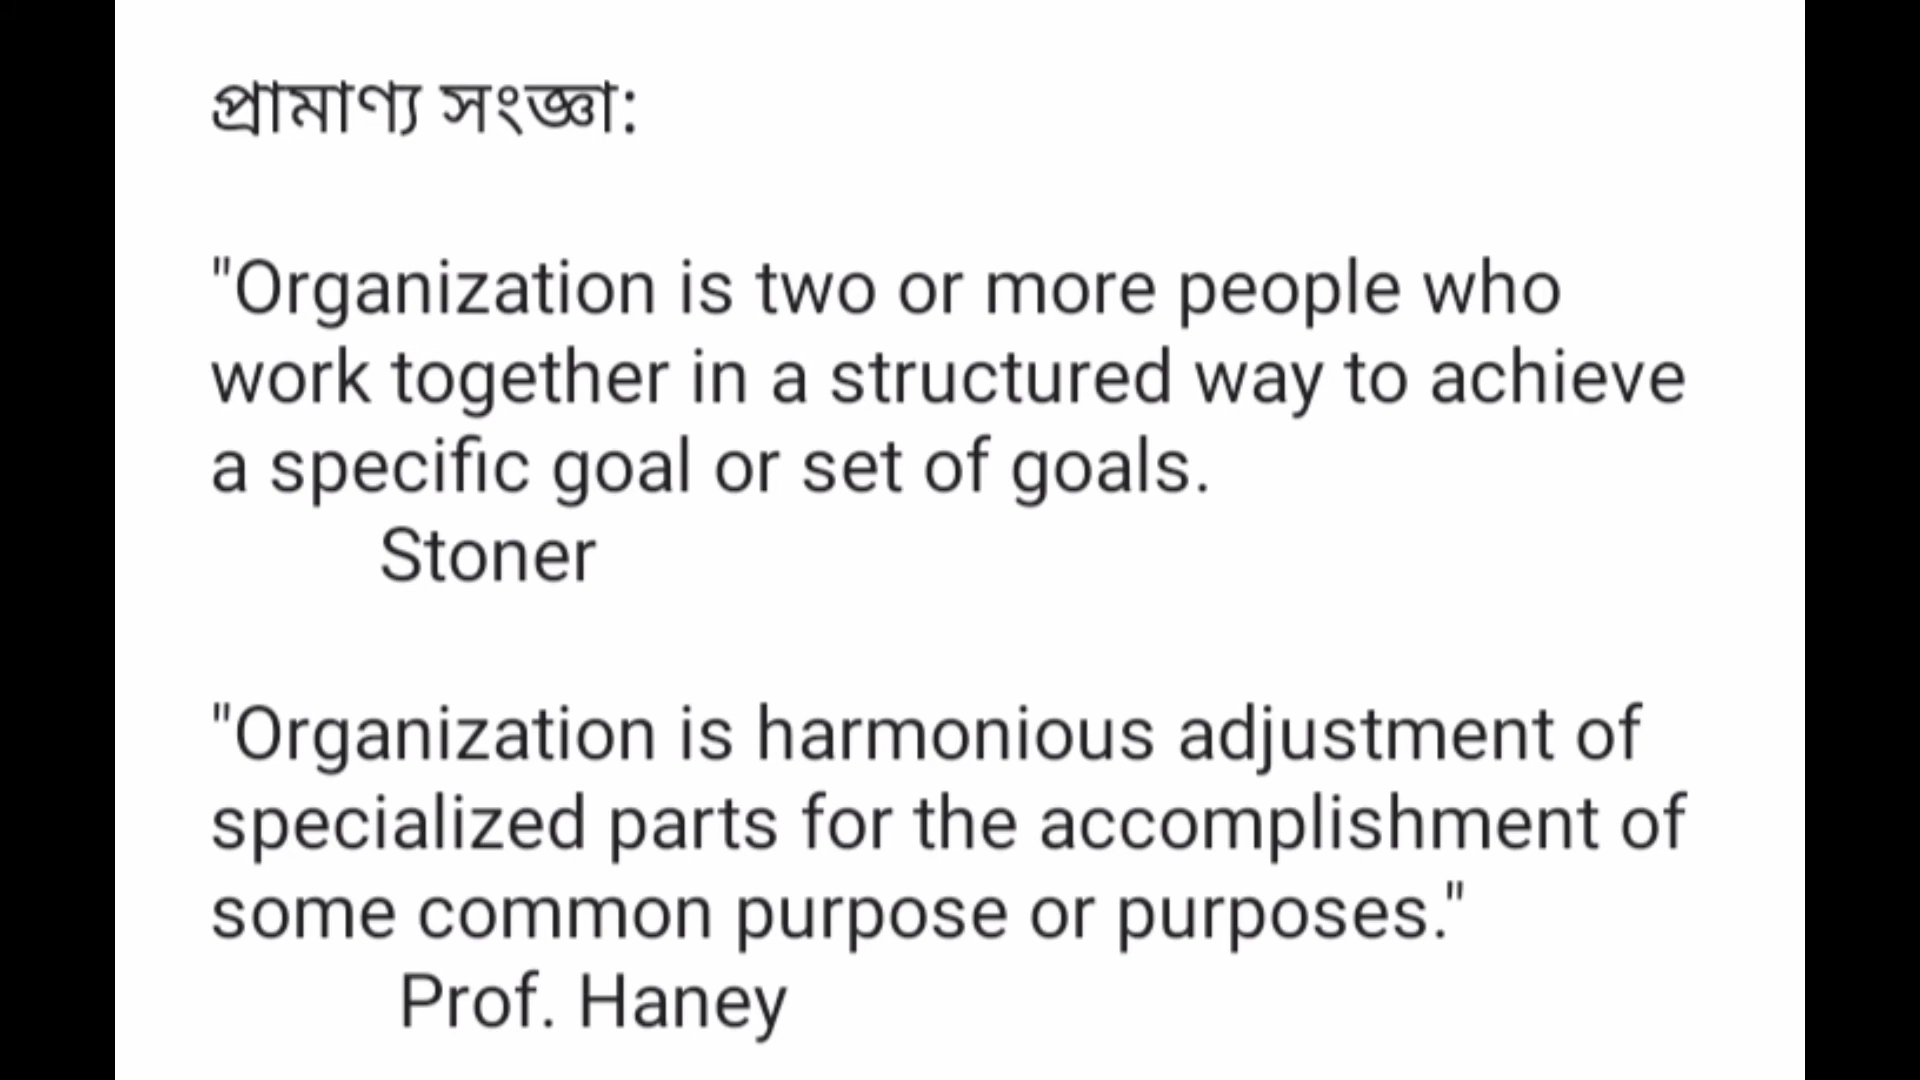 প্রামাণ্য সংজ্ঞা:
"Organization is two or more people who
work together in a structured way to achieve
a specific goal or set of goals.
Stoner
"Organization is harmonious adjustment of
specialized parts for the accomplishment of
some common purpose or purposes."
Prof. Haney